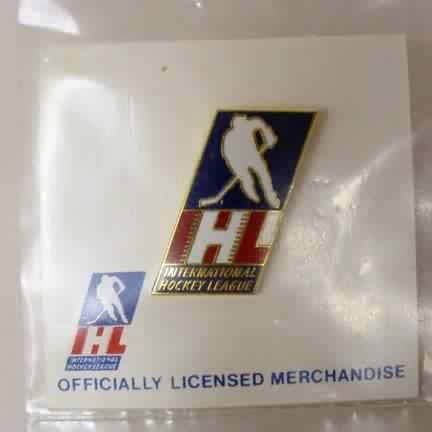 IHL
INTERNATIONAL
HOCKEY LEAGUE
IHL
INTERNATIONAL
HOCKEY LEAGUE
OFFICIALLY LICENSED MERCHANDISE